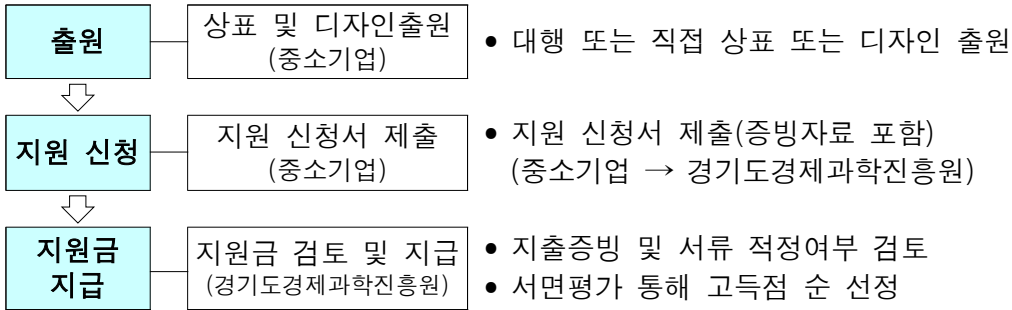 출원
상표 및 디자인출원
(중소기업)
• 대행 또는 직접 상표 또는 디자인 출원
지원 신청
지원 신청서 제출
(중소기업)
• 지원 신청서 제출(증빙자료 포함)
(중소기업 → 경기도경제과학진흥원)
지원금
지급
지원금 검토 및 지급
(경기도경제과학진흥원)
• 지출증빙 및 서류 적정여부 검토
• 서면평가 통해 고득점 순 선정